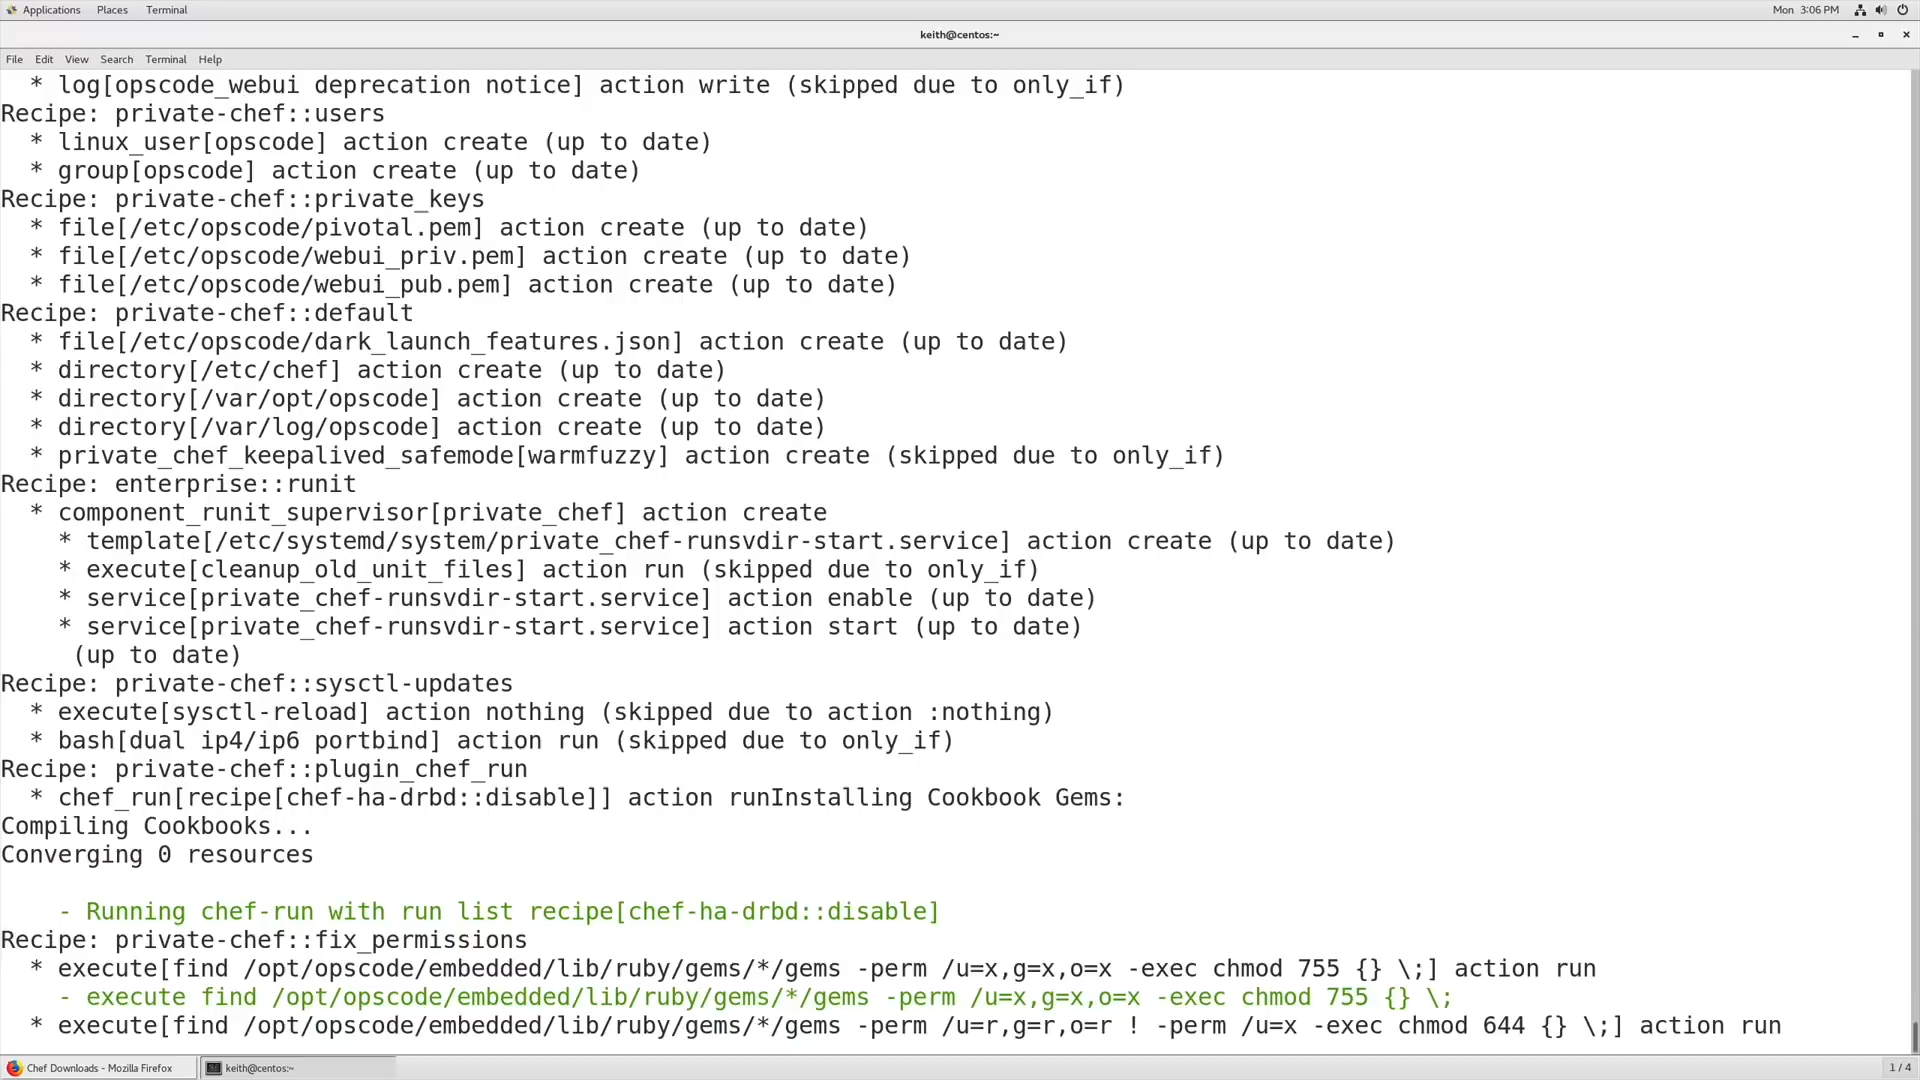 Applications Places Terminal Mon 3:06 PM
keith@centos:~
File Edit View Search Terminal Help
* log[opscode_webui deprecation notice] action write (skipped due to only_if)
Recipe: private-chef::users
* linux_user[opscode] action create (up to date)
* group[opscode] action create (up to date)
Recipe: private-chef::private_keys
* file[/etc/opscode/pivotal.pem] action create (up to date)
* file[/etc/opscode/webui_priv.pem] action create (up to date)
* file[/etc/opscode/webui_pub.pem] action create (up to date)
Recipe: private-chef::default
* file[/etc/opscode/dark_launch_features.json] action create (up to date)
* directory[/etc/chef] action create (up to date)
* directory[/var/opt/opscode] action create (up to date)
* directory[/var/log/opscode] action create (up to date)
* private_chef_keepalived_safemode[warmfuzzy] action create (skipped due to only_if)
Recipe: enterprise::runit
* component_runit_supervisor[private_chef] action create
* template[/etc/systemd/system/private_chef-runsvdir-start.service] action create (up to date)
* execute[cleanup_old_unit_files] action run (skipped due to only_if)
* service[private_chef-runsvdir-start.service] action enable (up to date)
* service[private_chef-runsvdir-start.service] action start (up to date)
(up to date)
Recipe: private-chef::sysctl-updates
* execute[sysctl-reload] action nothing (skipped due to action :nothing)
* bash[dual ip4/ip6 portbind] action run (skipped due to only_if)
Recipe: private-chef::plugin_chef_run
* chef_run[recipe[chef-ha-drbd::disable]] action runInstalling Cookbook Gems:
Compiling Cookbooks...
Converging 0 resources
- Running chef-run with run list recipe[chef-ha-drbd::disable]
Recipe: private-chef::fix_permissions
* execute[find /opt/opscode/embedded/lib/ruby/gems/*/gems -perm /u=x,g=x,o=x -exec chmod 755 {} \;] action run
- execute find /opt/opscode/embedded/lib/ruby/gems/*/gems -perm /u=x,g=x,o=x -exec chmod 755 {} \;
* execute[find /opt/opscode/embedded/lib/ruby/gems/*/gems -perm /u=r,g=r,o=r ! -perm /u=x -exec chmod 644 {} \;] action run
Chef Downloads - Mozilla Firefox keith@centos:~ 1 / 4